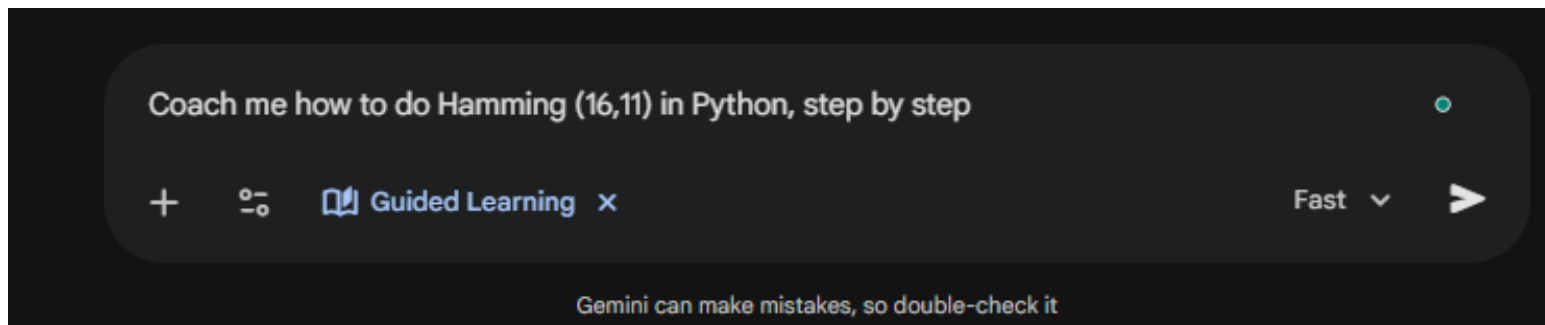 Coach me how to do Hamming (16,11) in Python, step by step
Guided Learning
Fast
Gemini can make mistakes, so double-check it